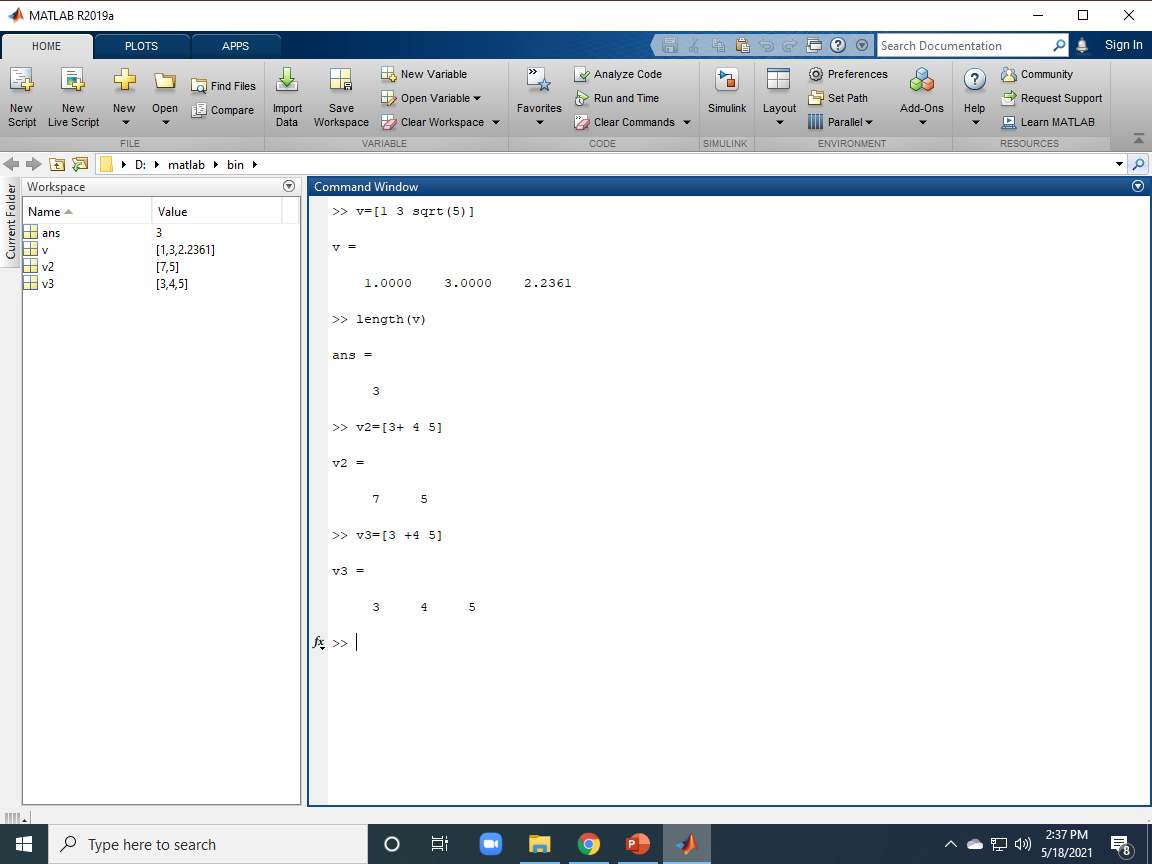 MATLAB R2019a
HOME PLOTS APPS
Search Documentation
Sign In
New Script
New Live Script
New
Open
Find Files
Compare
FILE
Import Data
Save Workspace
New Variable
Open Variable
Clear Workspace
VARIABLE
Favorites
Analyze Code
Run and Time
Clear Commands
CODE
Simulink
SIMULINK
Layout
Preferences
Set Path
Parallel
Add-Ons
ENVIRONMENT
Help
Community
Request Support
Learn MATLAB
RESOURCES
D: matlab bin
Current Folder
Workspace
Name Value
ans 3
v [1,3,2.2361]
v2 [7,5]
v3 [3,4,5]
Command Window
>> v=[1 3 sqrt(5)]
v =
1.0000 3.0000 2.2361
>> length(v)
ans =
3
>> v2=[3+ 4 5]
v2 =
7 5
>> v3=[3 +4 5]
v3 =
3 4 5
fx >>
Type here to search
2:37 PM
5/18/2021
8